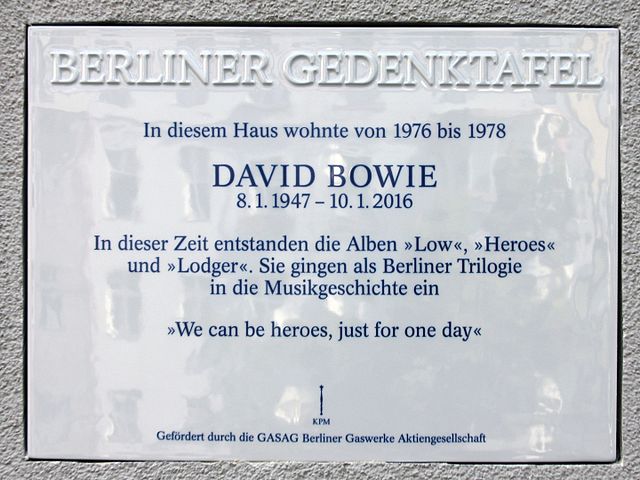 BERLINER GEDENKTAFEL
In diesem Haus wohnte von 1976 bis 1978
DAVID BOWIE
8. 1. 1947 – 10. 1. 2016
In dieser Zeit entstanden die Alben »Low«, »Heroes«
und »Lodger«. Sie gingen als Berliner Trilogie
in die Musikgeschichte ein
»We can be heroes, just for one day«
KPM
Gefördert durch die GASAG Berliner Gaswerke Aktiengesellschaft